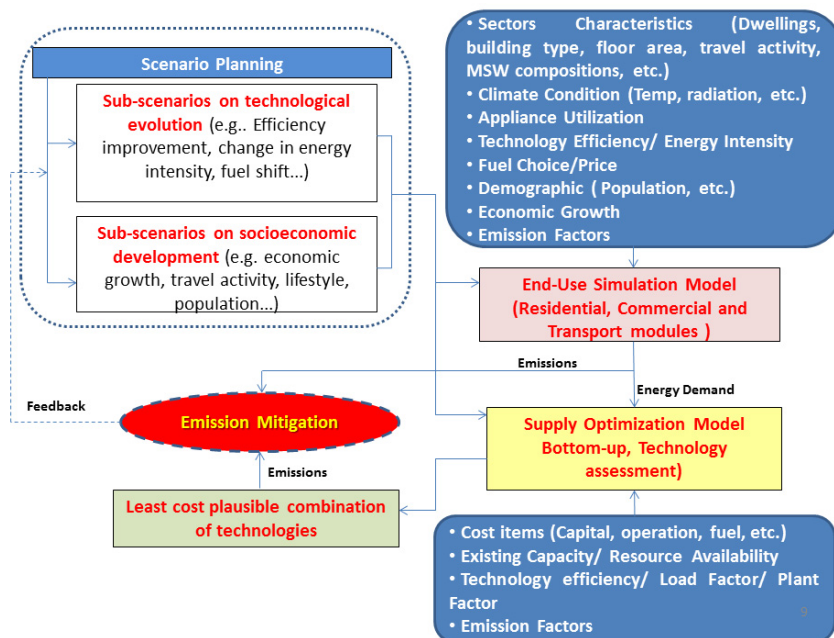 Scenario Planning
Sub-scenarios on technological
evolution (e.g.. Efficiency
improvement, change in energy
intensity, fuel shift...)
Sub-scenarios on socioeconomic
development (e.g. economic
growth, travel activity, lifestyle,
population...)
• Sectors Characteristics (Dwellings,
building type, floor area, travel activity,
MSW compositions, etc.)
• Climate Condition (Temp, radiation, etc.)
• Appliance Utilization
• Technology Efficiency/ Energy Intensity
• Fuel Choice/Price
• Demographic ( Population, etc.)
• Economic Growth
• Emission Factors
End-Use Simulation Model
(Residential, Commercial and
Transport modules )
Emissions
Energy Demand
Feedback
Emission Mitigation
Supply Optimization Model
Bottom-up, Technology
assessment)
Emissions
Least cost plausible combination
of technologies
• Cost items (Capital, operation, fuel, etc.)
• Existing Capacity/ Resource Availability
• Technology efficiency/ Load Factor/ Plant
Factor
• Emission Factors
9